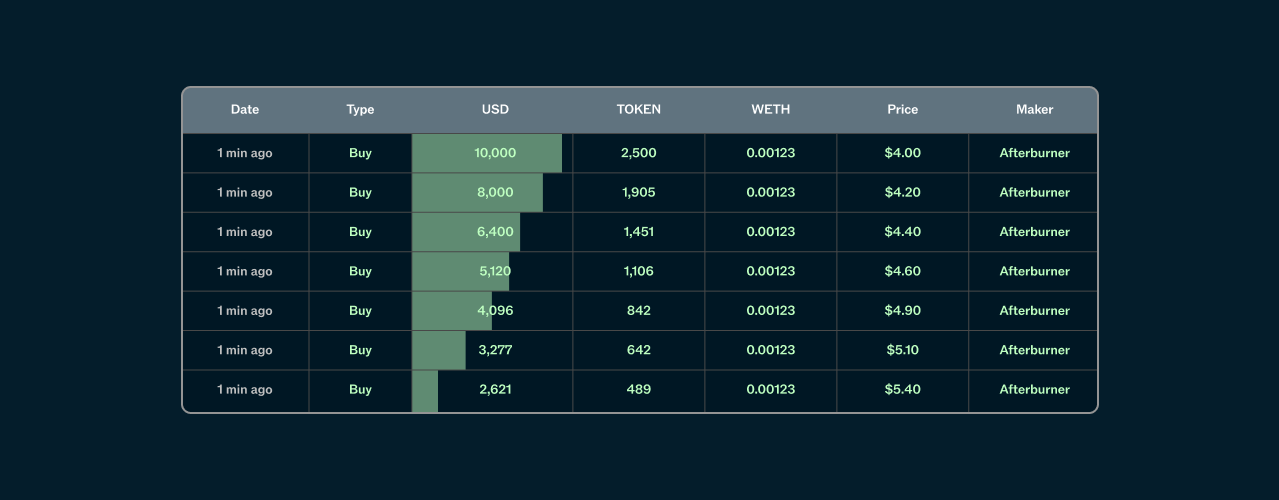 Date Type USD TOKEN WETH Price Maker
1 min ago Buy 10,000 2,500 0.00123 $4.00 Afterburner
1 min ago Buy 8,000 1,905 0.00123 $4.20 Afterburner
1 min ago Buy 6,400 1,451 0.00123 $4.40 Afterburner
1 min ago Buy 5,120 1,106 0.00123 $4.60 Afterburner
1 min ago Buy 4,096 842 0.00123 $4.90 Afterburner
1 min ago Buy 3,277 642 0.00123 $5.10 Afterburner
1 min ago Buy 2,621 489 0.00123 $5.40 Afterburner